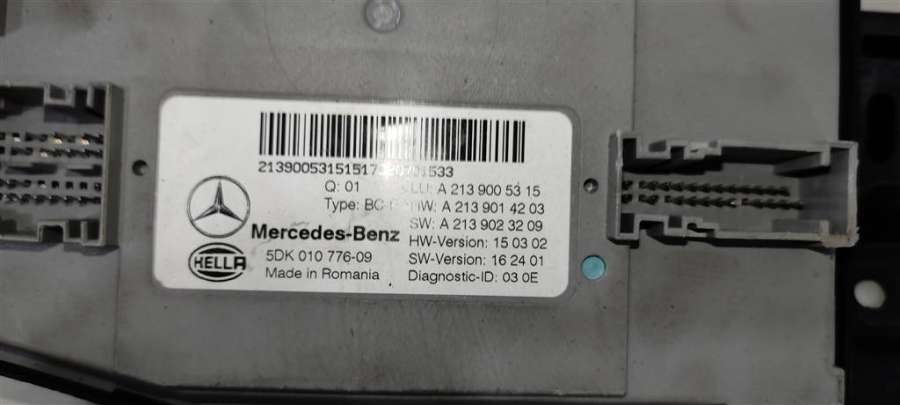 Q: 01
A 213 900 53 15
Type: BC- HW: A 213 901 42 03
SW: A 213 902 32 09
Mercedes-Benz
HW-Version: 15 03 02
HELLA
5DK 010 776-09
SW-Version: 16 24 01
Made in Romania
Diagnostic-ID: 03 0E